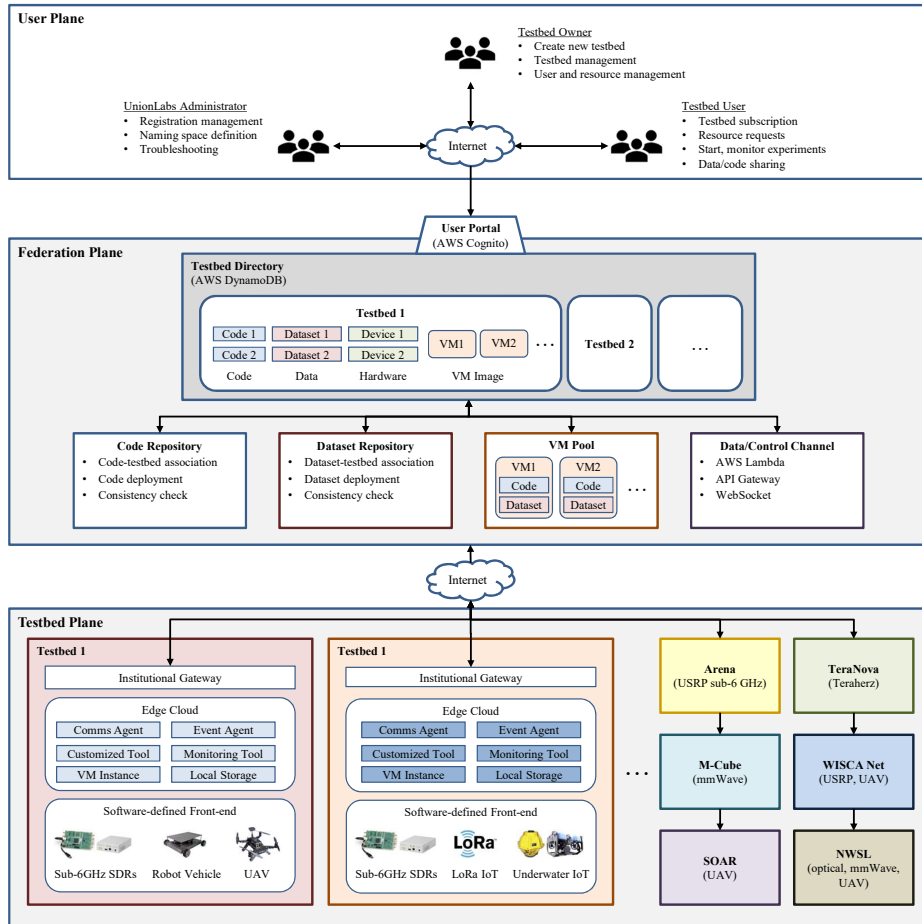 User Plane
Testbed Owner
• Create new testbed
• Testbed management
• User and resource management
UnionLabs Administrator
• Registration management
• Naming space definition
• Troubleshooting
Internet
Testbed User
• Testbed subscription
• Resource requests
• Start, monitor experiments
• Data/code sharing
User Portal
(AWS Cognito)
Federation Plane
Testbed Directory
(AWS DynamoDB)
Testbed 1
Code 1
Code 2
Code
Dataset 1
Dataset 2
Data
Device 1
Device 2
Hardware
VM1
VM2
...
VM Image
Testbed 2
...
Code Repository
• Code-testbed association
• Code deployment
• Consistency check
Dataset Repository
• Dataset-testbed association
• Dataset deployment
• Consistency check
VM Pool
VM1
Code
Dataset
VM2
Code
Dataset
...
Data/Control Channel
• AWS Lambda
• API Gateway
• WebSocket
Internet
Testbed Plane
Testbed 1
Institutional Gateway
Edge Cloud
Comms Agent
Event Agent
Customized Tool
Monitoring Tool
VM Instance
Local Storage
Software-defined Front-end
Sub-6GHz SDRs
Robot Vehicle
UAV
Testbed 1
Institutional Gateway
Edge Cloud
Comms Agent
Event Agent
Customized Tool
Monitoring Tool
VM Instance
Local Storage
Software-defined Front-end
LoRa
Sub-6GHz SDRs
LoRa IoT
Underwater IoT
...
Arena
(USRP sub-6 GHz)
M-Cube
(mmWave)
SOAR
(UAV)
TeraNova
(Teraherz)
WISCA Net
(USRP, UAV)
NWSL
(optical, mmWave,
UAV)